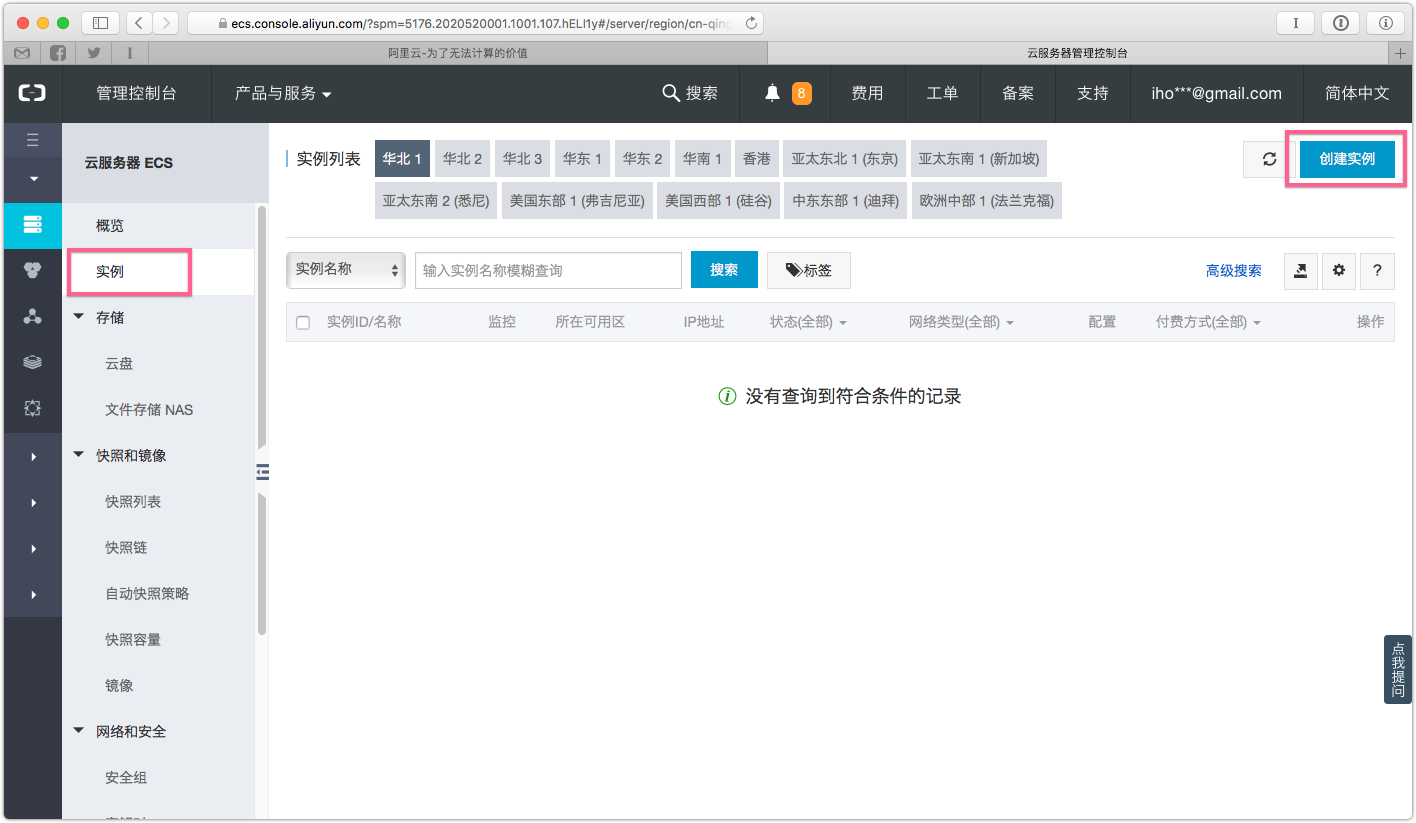 ecs.console.aliyun.com/?spm=5176.2020520001.1001.107.hELI1y#/server/region/cn-qing
阿里云-为了无法计算的价值
云服务器管理控制台
管理控制台 产品与服务 搜索 8 费用 工单 备案 支持 iho***@gmail.com 简体中文
云服务器 ECS
概览
实例
存储
云盘
文件存储 NAS
快照和镜像
快照列表
快照链
自动快照策略
快照容量
镜像
网络和安全
安全组
实例列表 华北 1 华北 2 华北 3 华东 1 华东 2 华南 1 香港 亚太东北 1 (东京) 亚太东南 1 (新加坡) 创建实例
亚太东南 2 (悉尼) 美国东部 1 (弗吉尼亚) 美国西部 1 (硅谷) 中东东部 1 (迪拜) 欧洲中部 1 (法兰克福)
实例名称 输入实例名称模糊查询 搜索 标签 高级搜索 ?
实例ID/名称 监控 所在可用区 IP地址 状态(全部) 网络类型(全部) 配置 付费方式(全部) 操作
没有查询到符合条件的记录
点我提问